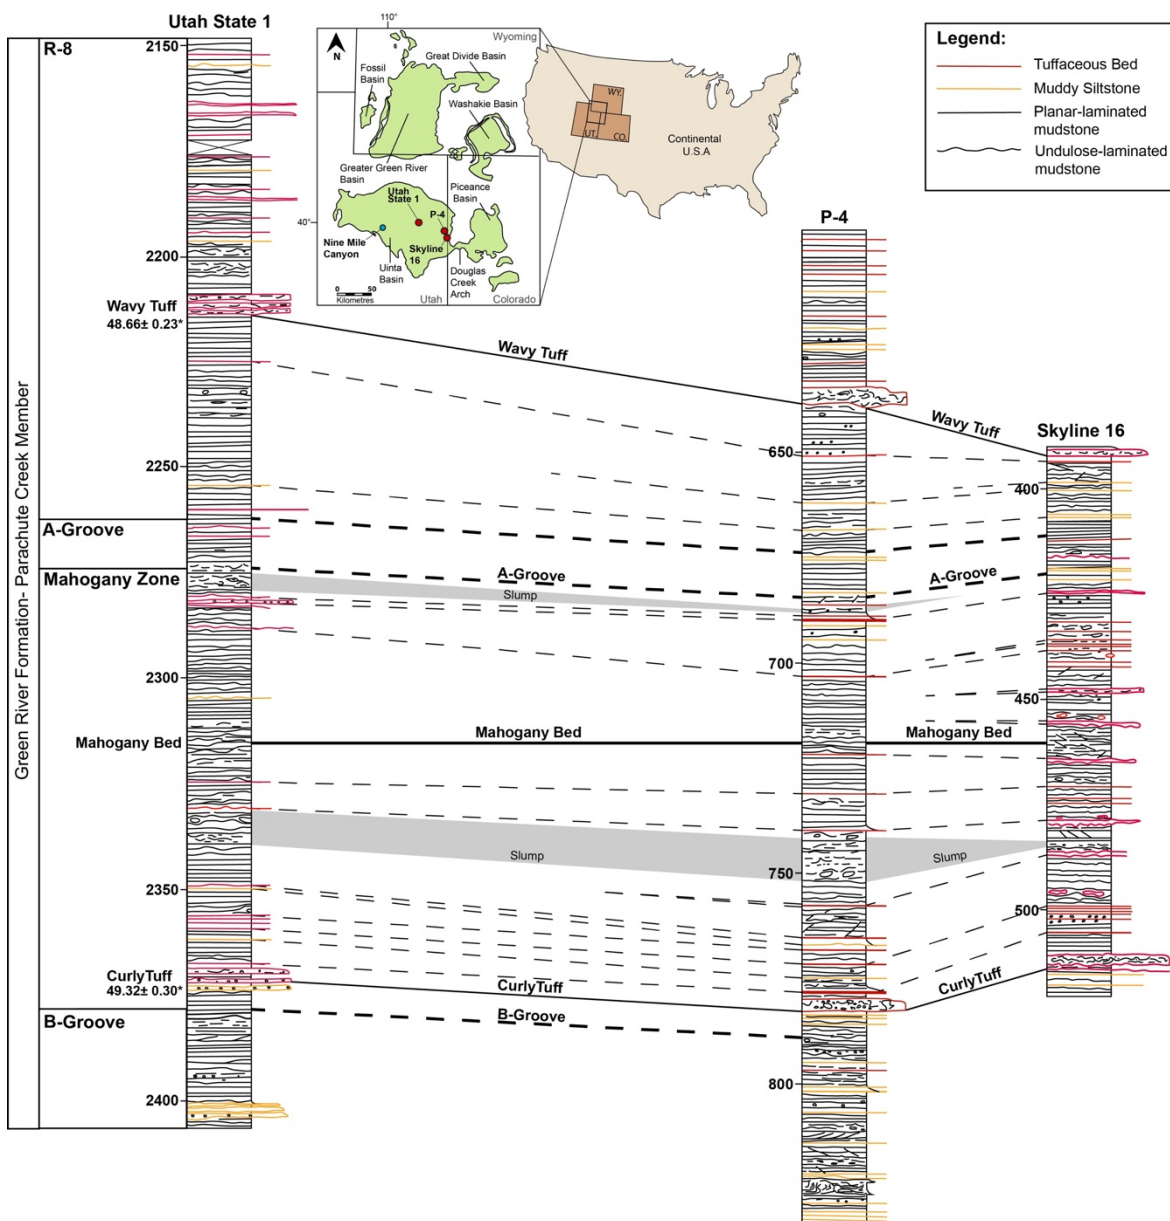 Utah State 1
R-8
2150
2200
Wavy Tuff
48.66± 0.23*
2250
A-Groove
Mahogany Zone
2300
Mahogany Bed
2350
CurlyTuff
49.32± 0.30*
B-Groove
2400
Green River Formation- Parachute Creek Member
110°
N
Wyoming
Fossil
Basin
Great Divide Basin
Washakie Basin
Greater Green River
Basin
Utah
State 1
Piceance
Basin
P-4
40°
Nine Mile
Canyon
Skyline
16
Uinta
Basin
Douglas
Creek
Arch
0 50
Kilometres
Utah
Colorado
WY.
UT.
CO.
Continental
U.S.A
Legend:
Tuffaceous Bed
Muddy Siltstone
Planar-laminated
mudstone
Undulose-laminated
mudstone
Wavy Tuff
A-Groove
Slump
Mahogany Bed
Slump
CurlyTuff
B-Groove
P-4
650
700
750
800
Wavy Tuff
A-Groove
Mahogany Bed
Slump
CurlyTuff
Skyline 16
400
450
500